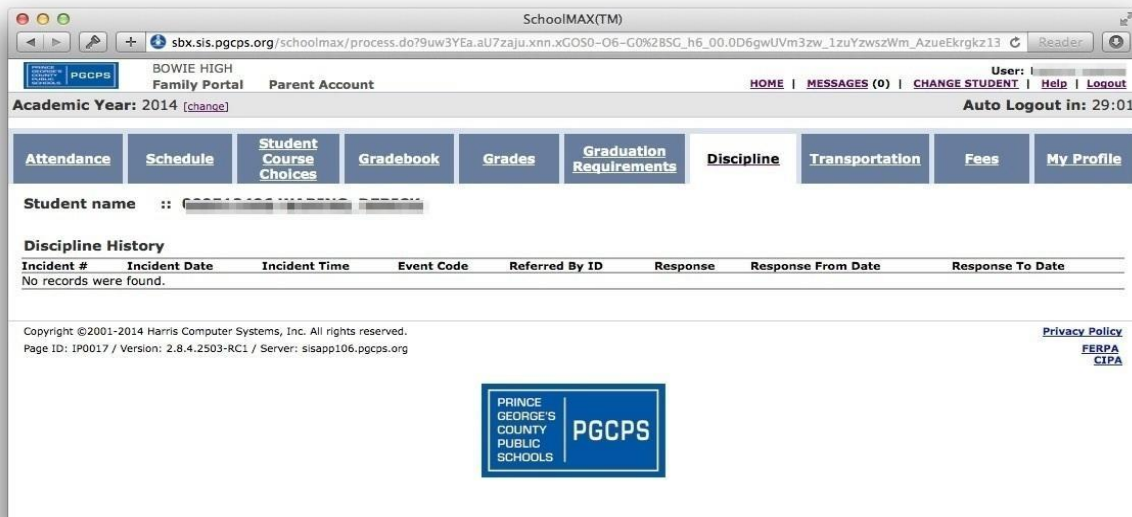 SchoolMAX(TM)
sbx.sis.pgcps.org/schoolmax/process.do?9uw3YEa.aU7zaju.xnn.xGOS0-O6-G0%2BSG_h6_00.0D6gwUVm3zw_1zuYzwszWm_AzueEkrgkz13 Reader
PRINCE GEORGE'S COUNTY PUBLIC SCHOOLS PGCPS
BOWIE HIGH
Family Portal Parent Account
User:
HOME | MESSAGES (0) | CHANGE STUDENT | Help | Logout
Academic Year: 2014 [change] Auto Logout in: 29:01
Attendance Schedule Student Course Choices Gradebook Grades Graduation Requirements Discipline Transportation Fees My Profile
Student name ::
Discipline History
Incident # Incident Date Incident Time Event Code Referred By ID Response Response From Date Response To Date
No records were found.
Copyright ©2001-2014 Harris Computer Systems, Inc. All rights reserved. Privacy Policy
Page ID: IP0017 / Version: 2.8.4.2503-RC1 / Server: sisapp106.pgcps.org FERPA
CIPA
PRINCE
GEORGE'S
COUNTY
PUBLIC
SCHOOLS
PGCPS